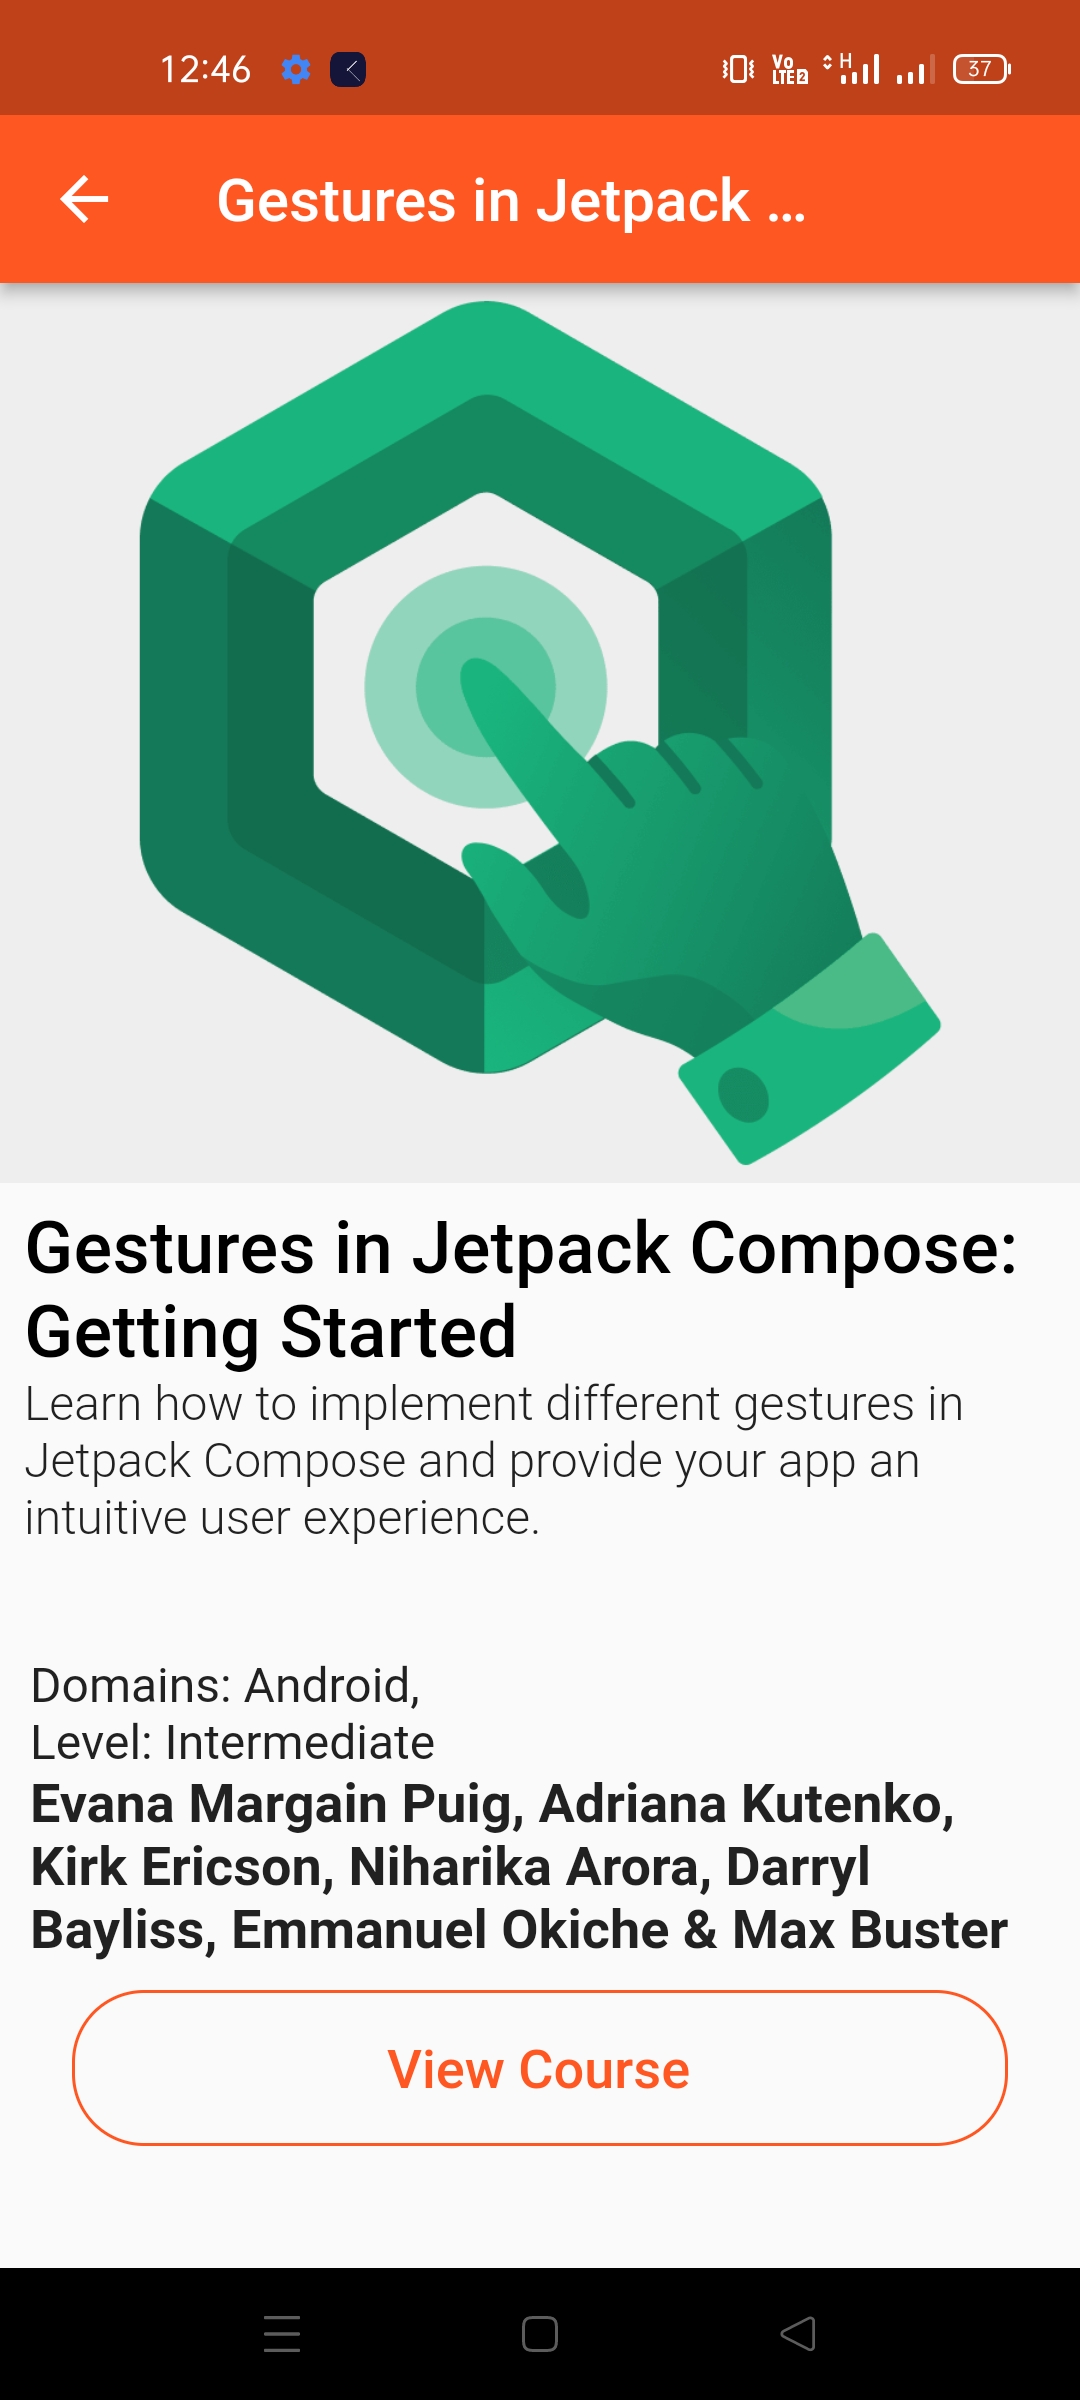 12:46
Vo
LTE2
H
37
Gestures in Jetpack ...
Gestures in Jetpack Compose:
Getting Started
Learn how to implement different gestures in
Jetpack Compose and provide your app an
intuitive user experience.
Domains: Android,
Level: Intermediate
Evana Margain Puig, Adriana Kutenko,
Kirk Ericson, Niharika Arora, Darryl
Bayliss, Emmanuel Okiche & Max Buster
View Course